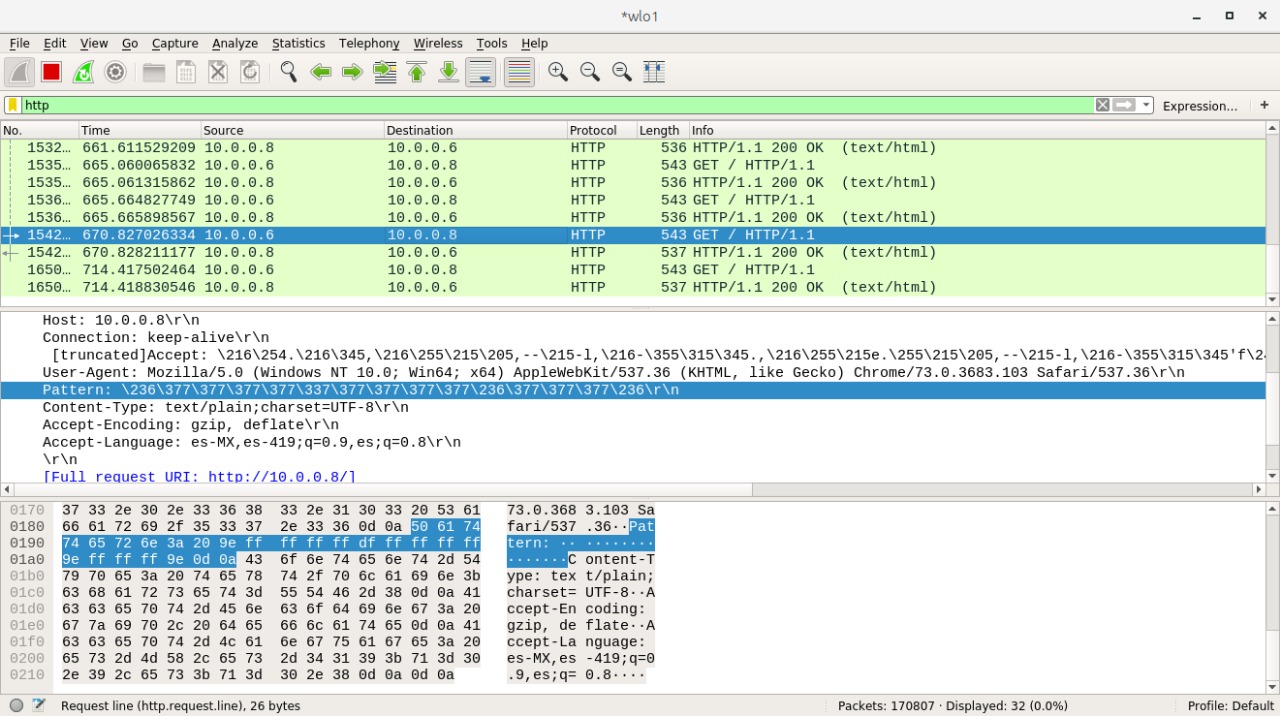 *wlo1
File Edit View Go Capture Analyze Statistics Telephony Wireless Tools Help
http Expression... +
No. Time Source Destination Protocol Length Info
1532… 661.611529209 10.0.0.8 10.0.0.6 HTTP 536 HTTP/1.1 200 OK (text/html)
1535… 665.060065832 10.0.0.6 10.0.0.8 HTTP 543 GET / HTTP/1.1
1535… 665.061315862 10.0.0.8 10.0.0.6 HTTP 536 HTTP/1.1 200 OK (text/html)
1536… 665.664827749 10.0.0.6 10.0.0.8 HTTP 543 GET / HTTP/1.1
1536… 665.665898567 10.0.0.8 10.0.0.6 HTTP 536 HTTP/1.1 200 OK (text/html)
1542… 670.827026334 10.0.0.6 10.0.0.8 HTTP 543 GET / HTTP/1.1
1542… 670.828211177 10.0.0.8 10.0.0.6 HTTP 537 HTTP/1.1 200 OK (text/html)
1650… 714.417502464 10.0.0.6 10.0.0.8 HTTP 543 GET / HTTP/1.1
1650… 714.418830546 10.0.0.8 10.0.0.6 HTTP 537 HTTP/1.1 200 OK (text/html)
Host: 10.0.0.8\r\n
Connection: keep-alive\r\n
[truncated]Accept: \216\254.\216\345,\216\255\215\205,--\215-l,\216-\355\315\345.,\216\255\215e.\255\215\205,--\215-l,\216-\355\315\345'f\2
User-Agent: Mozilla/5.0 (Windows NT 10.0; Win64; x64) AppleWebKit/537.36 (KHTML, like Gecko) Chrome/73.0.3683.103 Safari/537.36\r\n
Pattern: \236\377\377\377\377\337\377\377\377\377\236\377\377\377\236\r\n
Content-Type: text/plain;charset=UTF-8\r\n
Accept-Encoding: gzip, deflate\r\n
Accept-Language: es-MX,es-419;q=0.9,es;q=0.8\r\n
\r\n
[Full request URI: http://10.0.0.8/]
0170 37 33 2e 30 2e 33 36 38 33 2e 31 30 33 20 53 61 73.0.368 3.103 Sa
0180 66 61 72 69 2f 35 33 37 2e 33 36 0d 0a 50 61 74 fari/537 .36··Pat
0190 74 65 72 6e 3a 20 9e ff ff ff ff df ff ff ff ff tern: ·· ········
01a0 9e ff ff ff 9e 0d 0a 43 6f 6e 74 65 6e 74 2d 54 ·······C ontent-T
01b0 79 70 65 3a 20 74 65 78 74 2f 70 6c 61 69 6e 3b ype: tex t/plain;
01c0 63 68 61 72 73 65 74 3d 55 54 46 2d 38 0d 0a 41 charset= UTF-8··A
01d0 63 63 65 70 74 2d 45 6e 63 6f 64 69 6e 67 3a 20 ccept-En coding:
01e0 67 7a 69 70 2c 20 64 65 66 6c 61 74 65 0d 0a 41 gzip, de flate··A
01f0 63 63 65 70 74 2d 4c 61 6e 67 75 61 67 65 3a 20 ccept-La nguage:
0200 65 73 2d 4d 58 2c 65 73 2d 34 31 39 3b 71 3d 30 es-MX,es -419;q=0
0210 2e 39 2c 65 73 3b 71 3d 30 2e 38 0d 0a 0d 0a .9,es;q= 0.8····
Request line (http.request.line), 26 bytes Packets: 170807 · Displayed: 32 (0.0%) Profile: Default